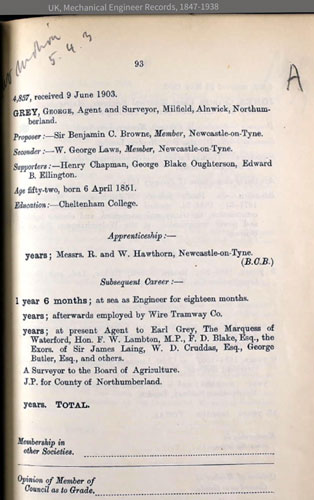 UK, Mechanical Engineer Records, 1847-1938
5.4.3
93
A
4,857, received 9 June 1903.
GREY, GEORGE, Agent and Surveyor, Milfield, Alnwick, Northum-
berland.
Proposer:—Sir Benjamin C. Browne, Member, Newcastle-on-Tyne.
Seconder:—W. George Laws, Member, Newcastle-on-Tyne.
Supporters:—Henry Chapman, George Blake Oughterson, Edward
B. Ellington.
Age fifty-two, born 6 April 1851.
Education:—Cheltenham College.
Apprenticeship:—
years; Messrs. R. and W. Hawthorn, Newcastle-on-Tyne.
(B.C.B.)
Subsequent Career:—
1 year 6 months; at sea as Engineer for eighteen months.
years; afterwards employed by Wire Tramway Co.
years; at present Agent to Earl Grey, The Marquess of
Waterford, Hon. F. W. Lambton, M.P., F. D. Blake, Esq., the
Exors. of Sir James Laing, W. D. Cruddas, Esq., George
Butler, Esq., and others.
A Surveyor to the Board of Agriculture.
J.P. for County of Northumberland.
years. TOTAL.
Membership in
other Societies.
Opinion of Member of
Council as to Grade.